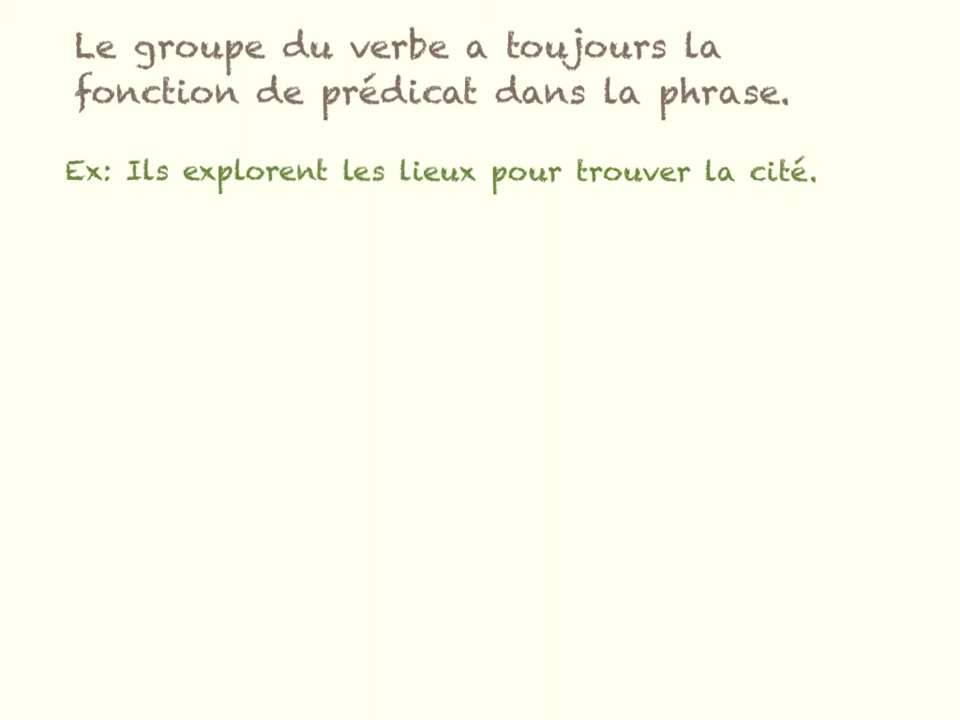 Le groupe du verbe a toujours la
fonction de prédicat dans la phrase.
Ex: Ils explorent les lieux pour trouver la cité.